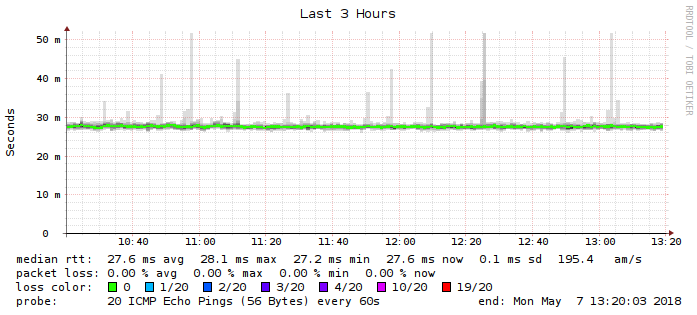 Last 3 Hours
RRDTOOL / TOBI OETIKER
Seconds
50 m
40 m
30 m
20 m
10 m
0
10:40 11:00 11:20 11:40 12:00 12:20 12:40 13:00 13:20
median rtt: 27.6 ms avg 28.1 ms max 27.2 ms min 27.6 ms now 0.1 ms sd 195.4 am/s
packet loss: 0.00 % avg 0.00 % max 0.00 % min 0.00 % now
loss color: 0 1/20 2/20 3/20 4/20 10/20 19/20
probe: 20 ICMP Echo Pings (56 Bytes) every 60s end: Mon May 7 13:20:03 2018